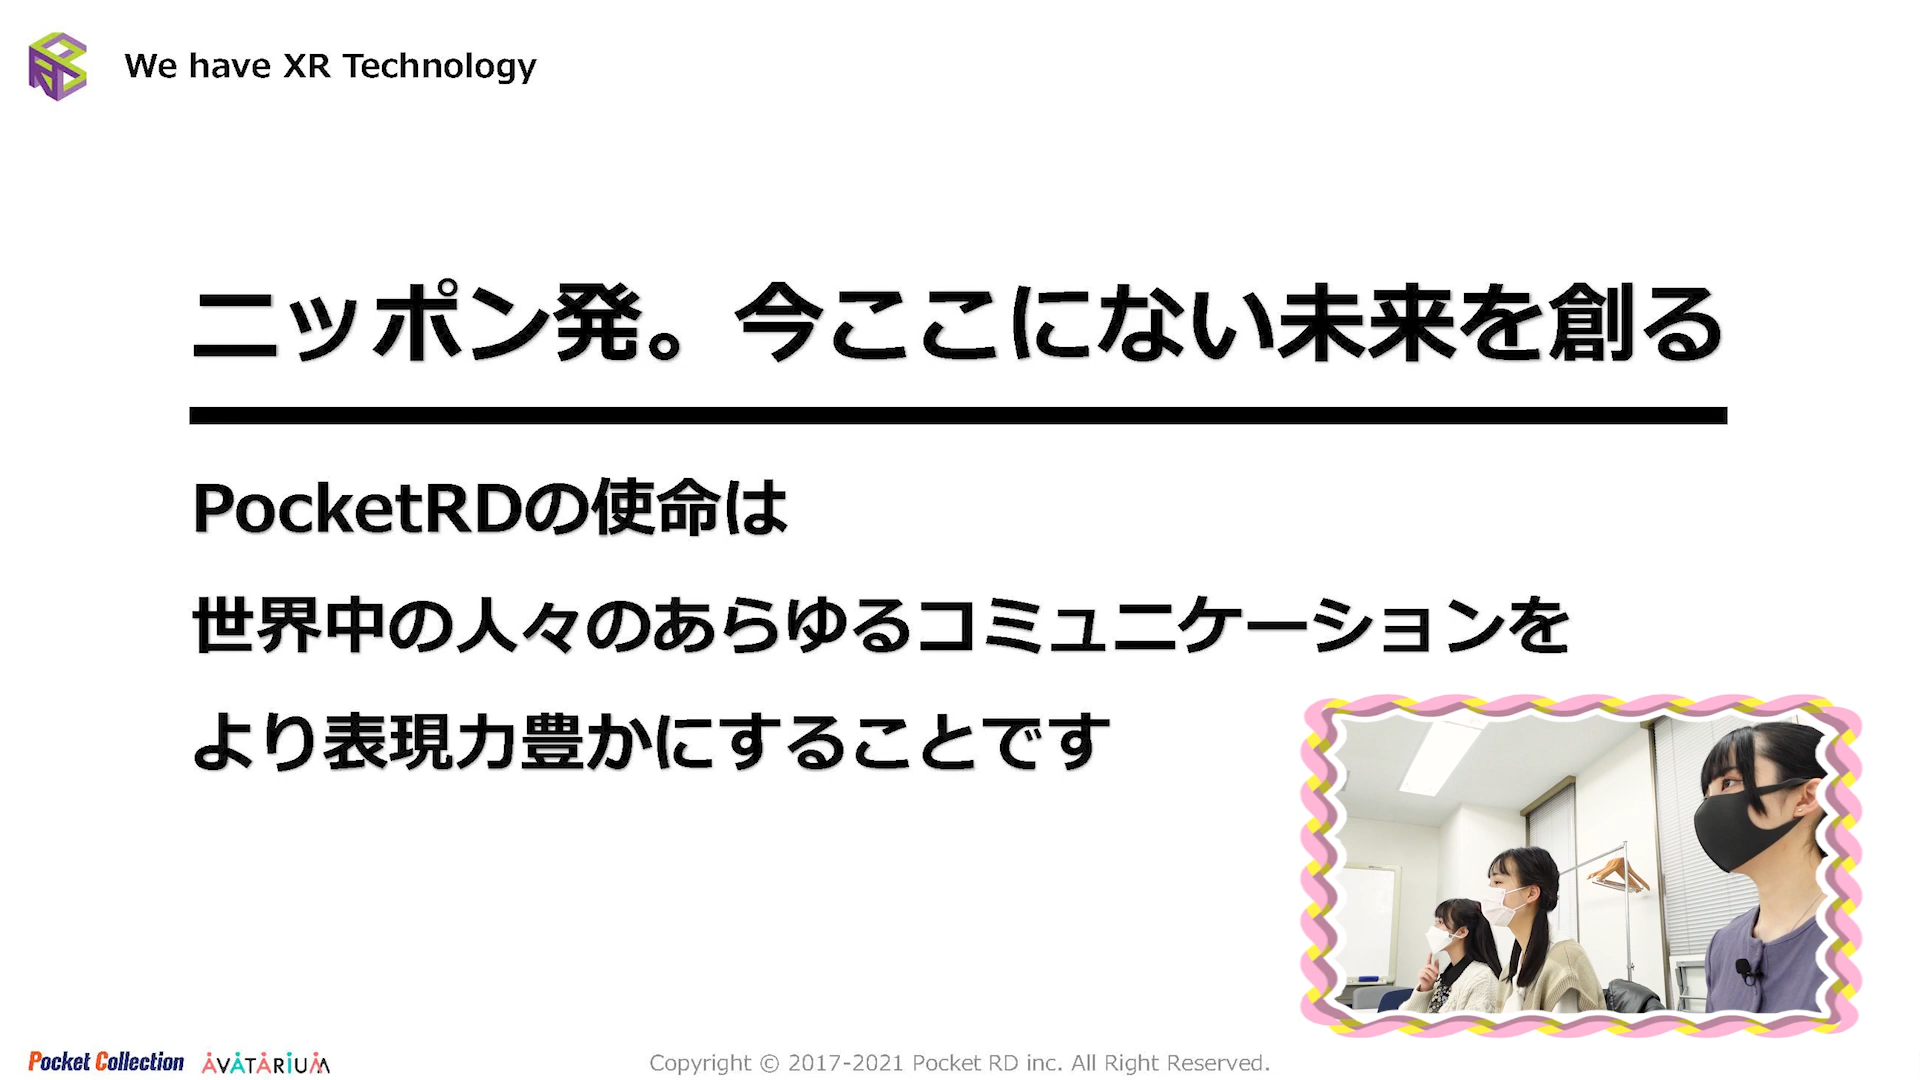 We have XR Technology
ニッポン発。今ここにない未来を創る
PocketRDの使命は
世界中の人々のあらゆるコミュニケーションを
より表現力豊かにすることです
Pocket Collection
AVATARIUM
Copyright © 2017-2021 Pocket RD inc. All Right Reserved.